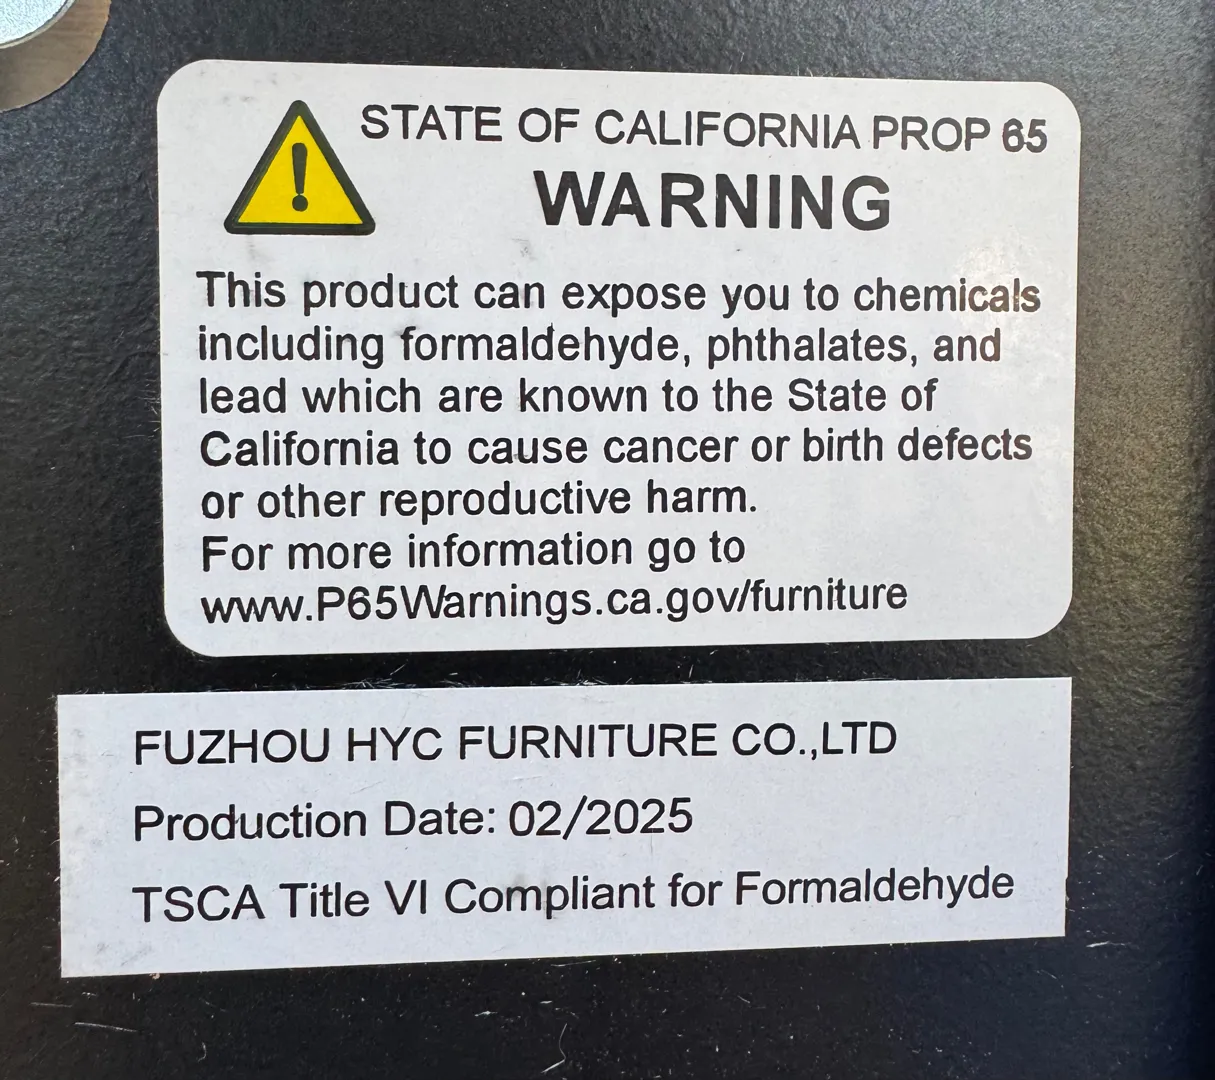 STATE OF CALIFORNIA PROP 65
WARNING
This product can expose you to chemicals
including formaldehyde, phthalates, and
lead which are known to the State of
California to cause cancer or birth defects
or other reproductive harm.
For more information go to
www.P65Warnings.ca.gov/furniture
FUZHOU HYC FURNITURE CO.,LTD
Production Date: 02/2025
TSCA Title VI Compliant for Formaldehyde